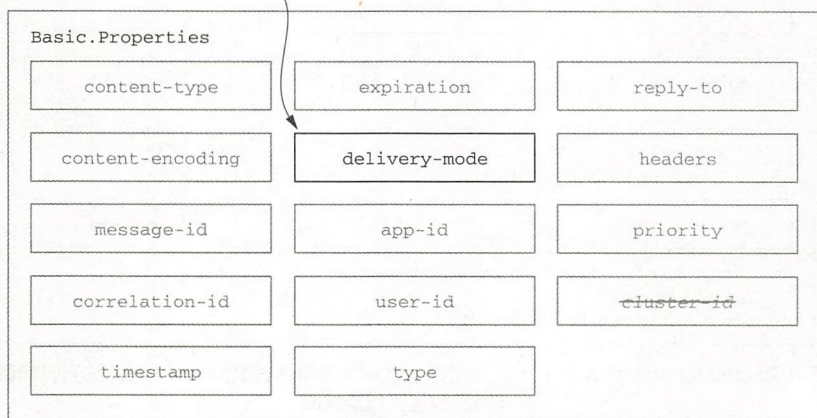 Basic.Properties
content-type expiration reply-to
content-encoding delivery-mode headers
message-id app-id priority
correlation-id user-id cluster-id
timestamp type